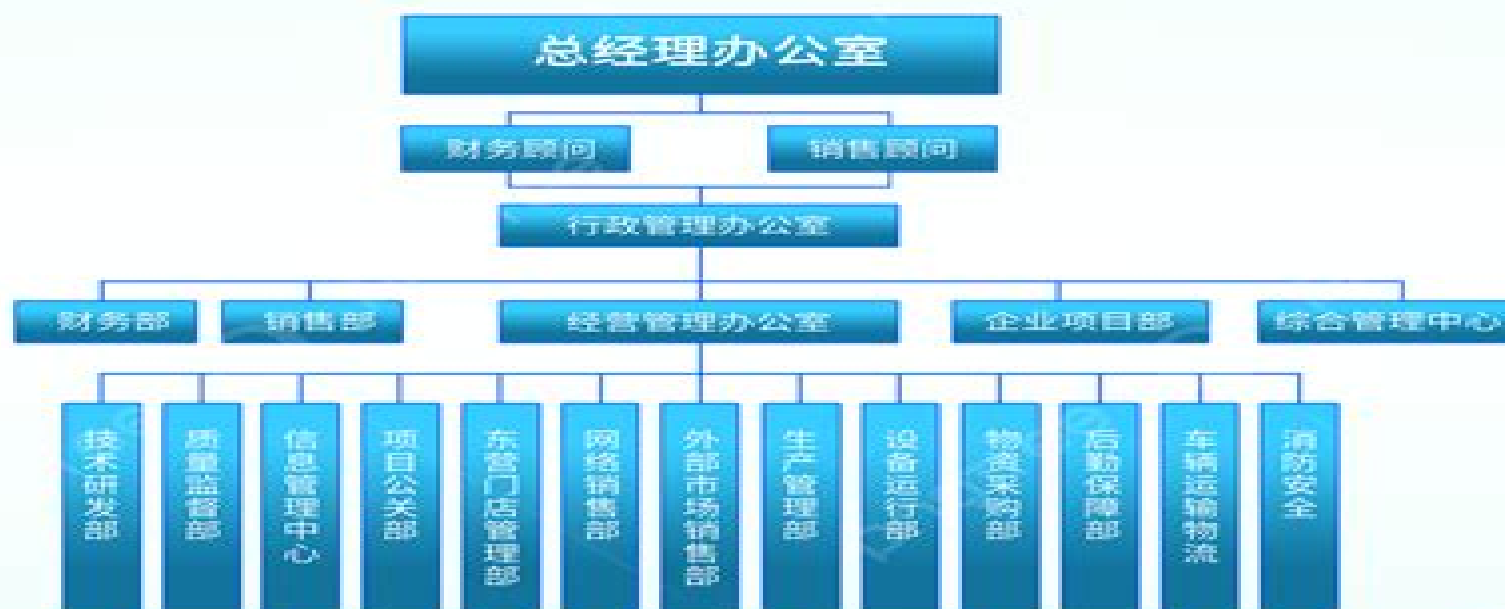 总经理办公室
财务顾问
销售顾问
行政管理办公室
财务部
销售部
经营管理办公室
企业项目部
综合管理中心
技术研发部
质量监督部
信息管理中心
项目公关部
东营门店管理部
网络销售部
外部市场销售部
生产管理部
设备运行部
物资采购部
后勤保障部
车辆运输物流
消防安全